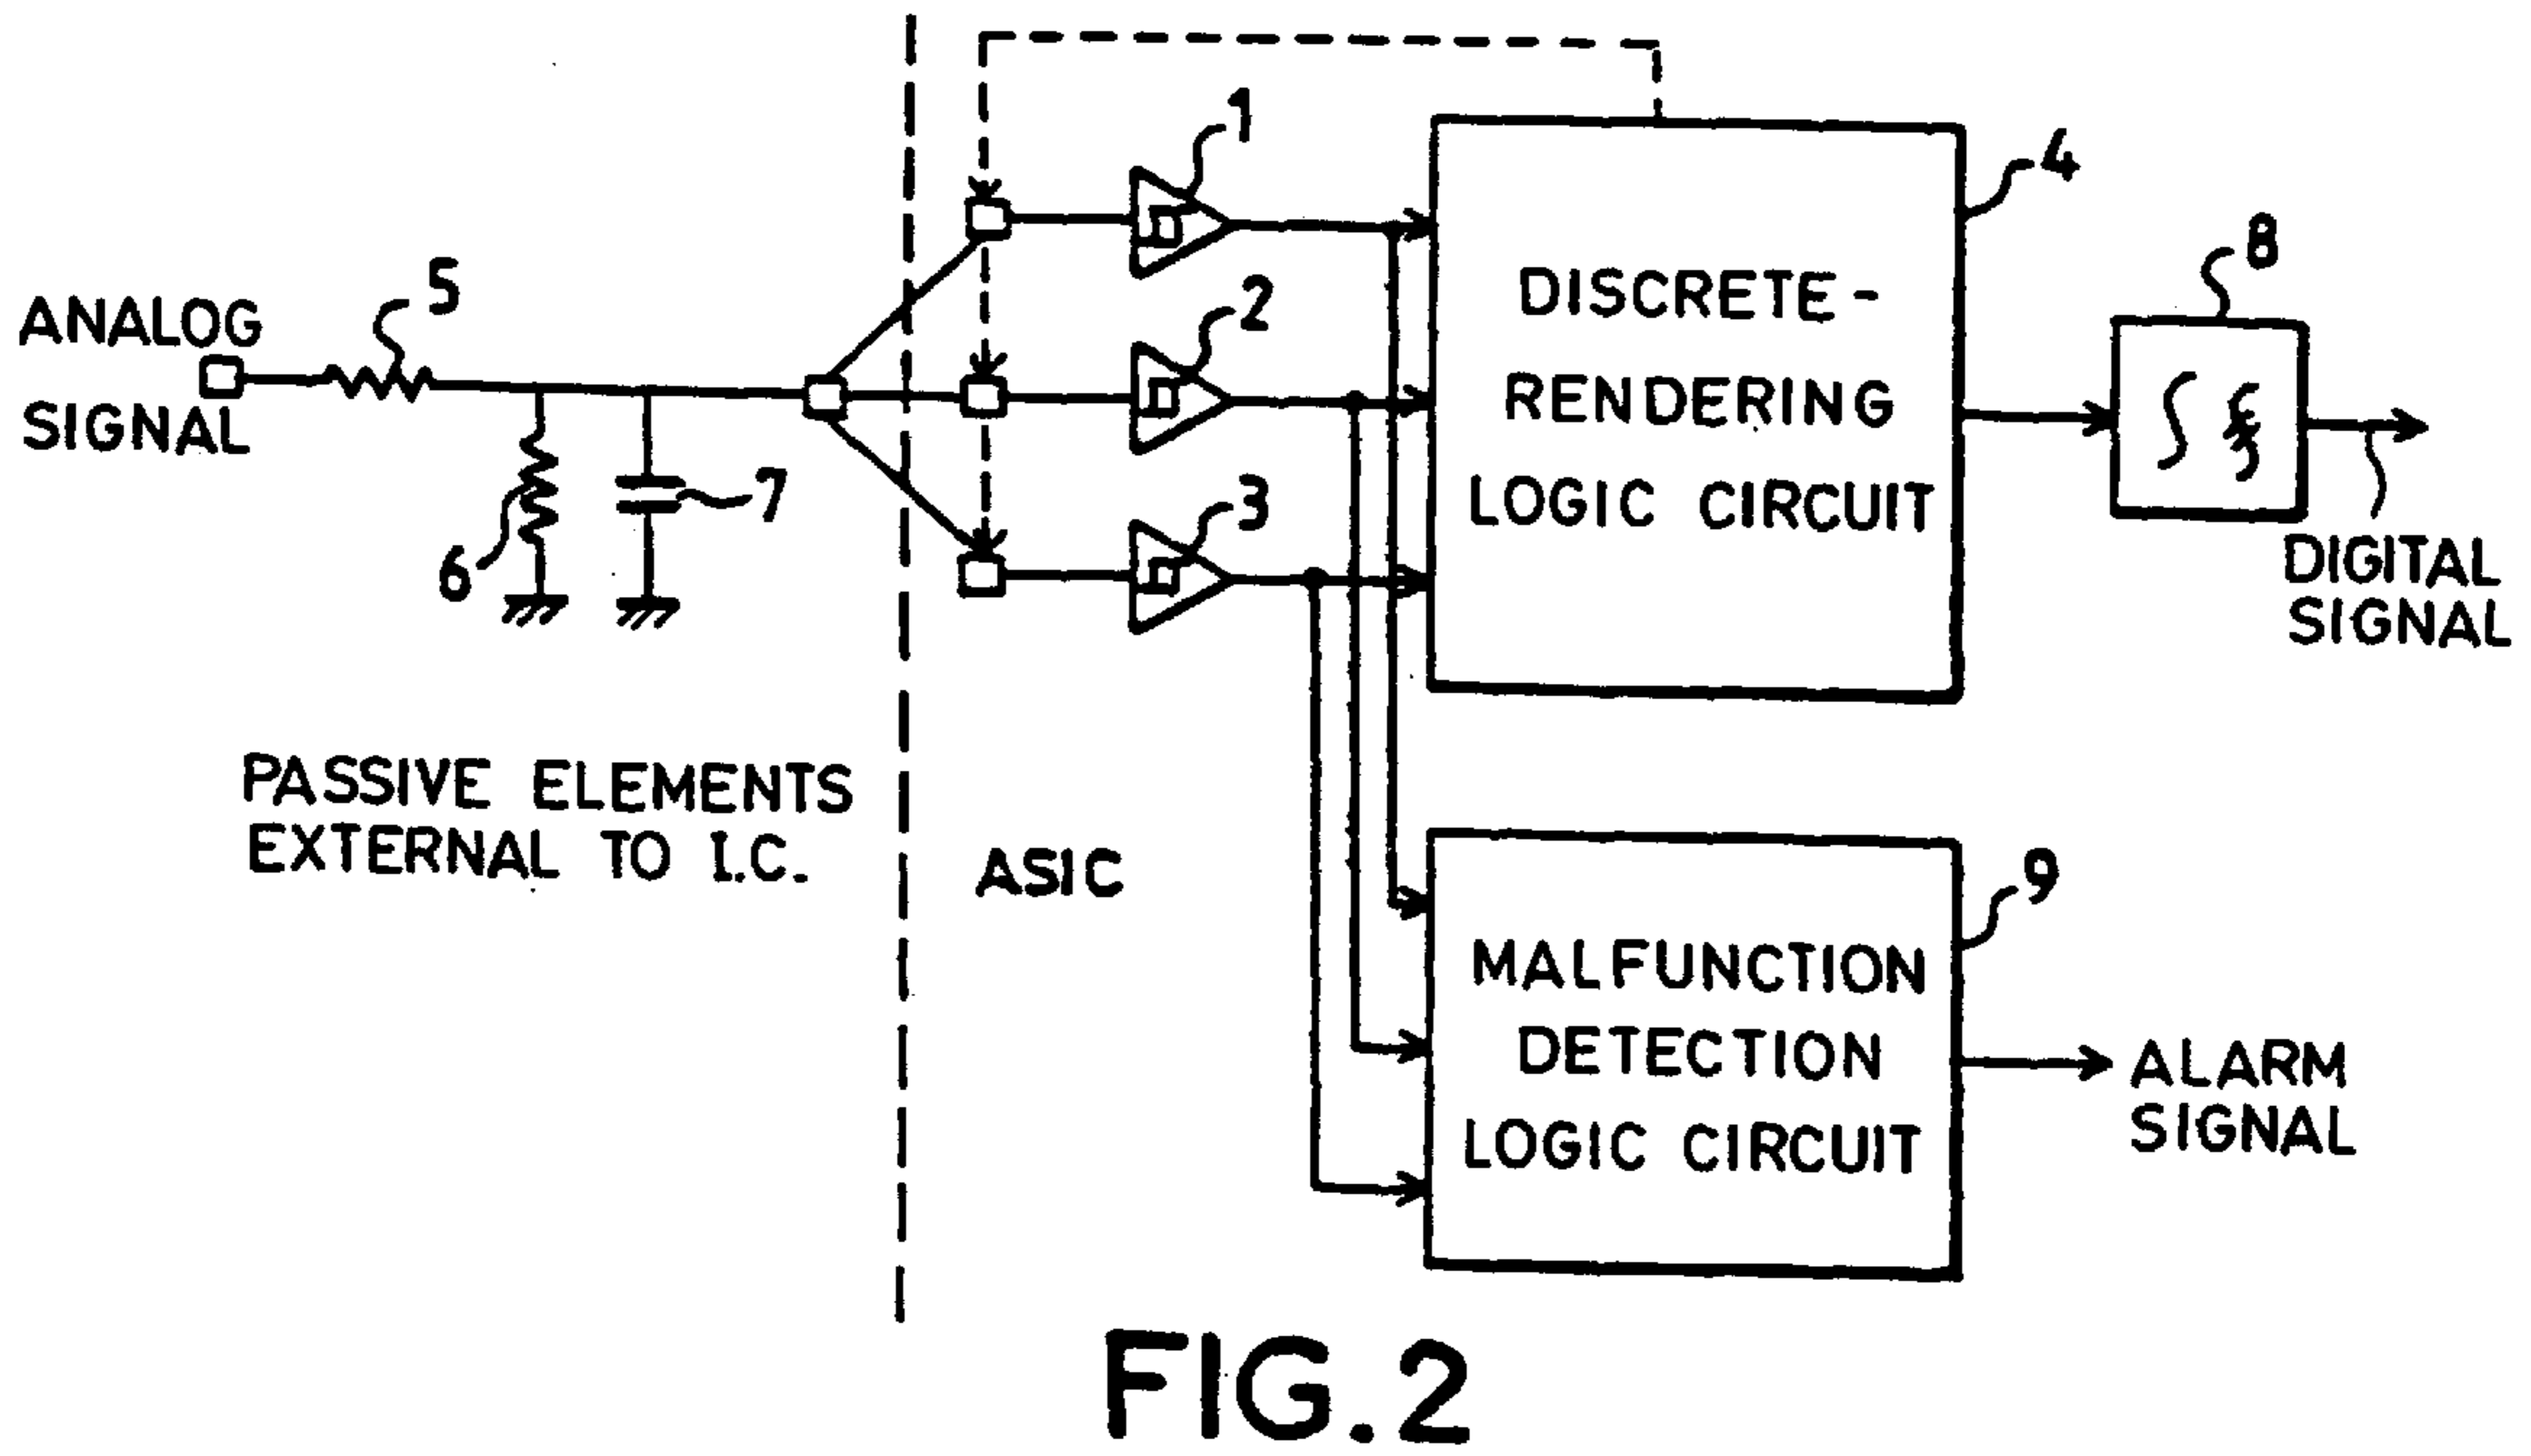 1
4
8
5
ANALOG
SIGNAL
2
DISCRETE-
RENDERING
LOGIC CIRCUIT
3
6
7
DIGITAL
SIGNAL
PASSIVE ELEMENTS
EXTERNAL TO I.C.
ASIC
9
MALFUNCTION
DETECTION
LOGIC CIRCUIT
ALARM
SIGNAL
FIG.2